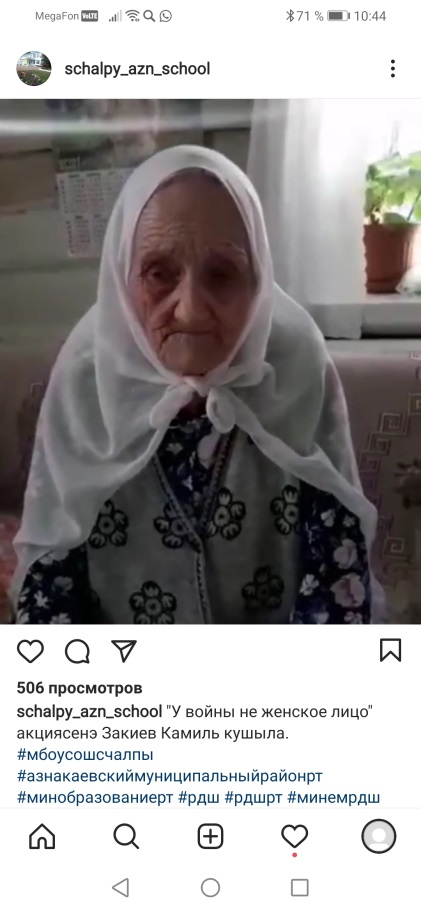 MegaFon VoLTE 71 % 10:44
schalpy_azn_school
506 просмотров
schalpy_azn_school "У войны не женское лицо"
акциясенэ Закиев Камиль кушыла.
#мбоусошсчалпы
#азнакаевскиймуниципальныйрайонрт
#минобразованиерт #рдш #рдшрт #минемрдш